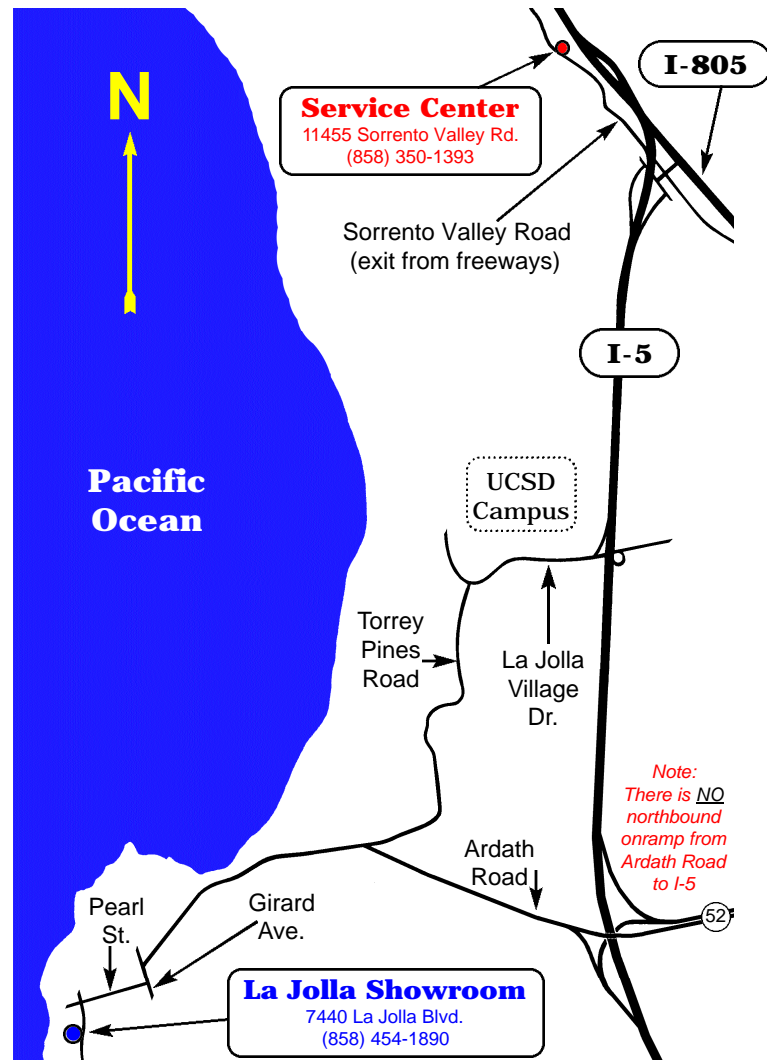 N
I-805
Service Center
11455 Sorrento Valley Rd.
(858) 350-1393
Sorrento Valley Road
(exit from freeways)
I-5
Pacific
Ocean
UCSD
Campus
Torrey
Pines
Road
La Jolla
Village
Dr.
Note:
There is NO
northbound
onramp from
Ardath Road
to I-5
Ardath
Road
52
Pearl
St.
Girard
Ave.
La Jolla Showroom
7440 La Jolla Blvd.
(858) 454-1890